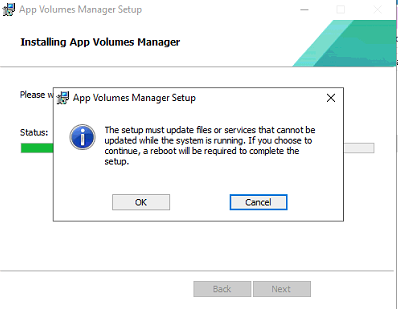 App Volumes Manager Setup
Installing App Volumes Manager
Please w
App Volumes Manager Setup
Status:
The setup must update files or services that cannot be
updated while the system is running. If you choose to
continue, a reboot will be required to complete the
setup.
OK
Cancel
Back
Next